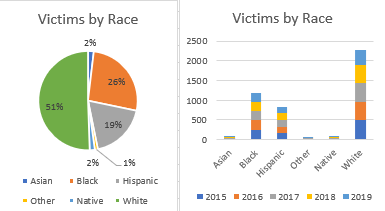 Victims by Race
2%
26%
51%
19%
2%
1%
Asian Black Hispanic
Other Native White
Victims by Race
2500
2000
1500
1000
500
0
Asian Black Hispanic Other Native White
2015 2016 2017 2018 2019